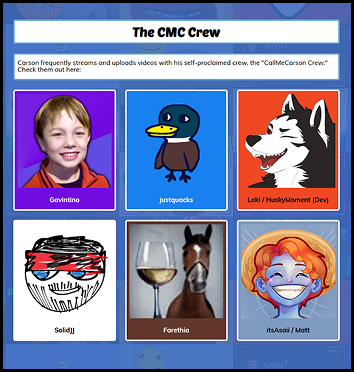 The CMC Crew
Carson frequently streams and uploads videos with his self-proclaimed crew, the "CallMeCarson Crew."
Check them out here:
Gavintino
justquacks
Loki / HuskyMoment (Dev)
SolidJJ
Farethia
itsAsaii / Matt